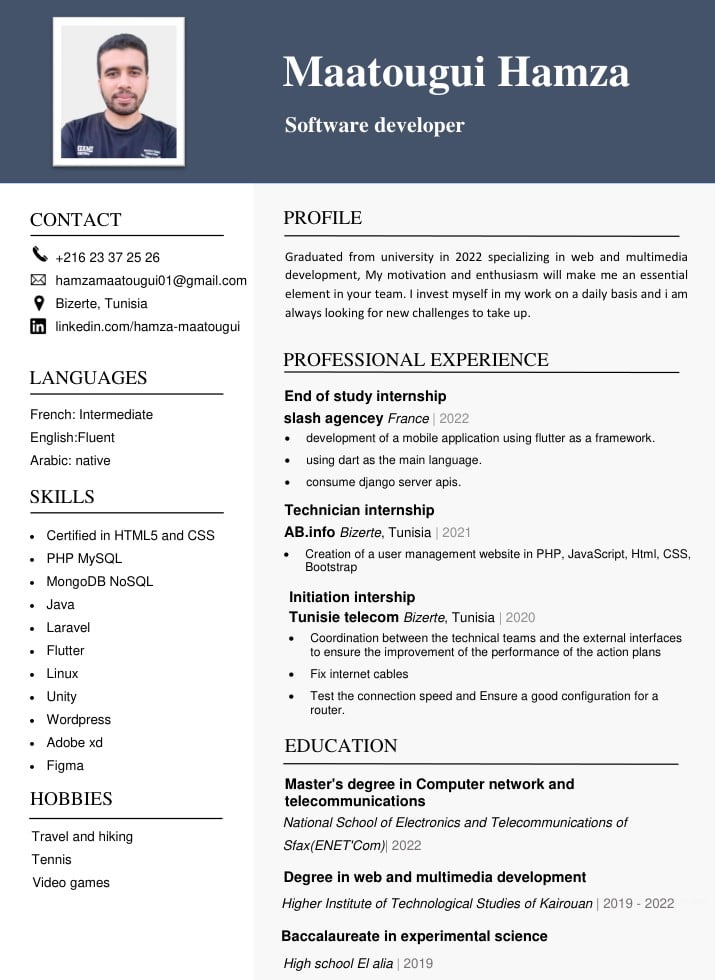 Maatougui Hamza
Software developer
CONTACT
+216 23 37 25 26
hamzamaatougui01@gmail.com
Bizerte, Tunisia
linkedin.com/hamza-maatougui
LANGUAGES
French: Intermediate
English:Fluent
Arabic: native
SKILLS
• Certified in HTML5 and CSS
• PHP MySQL
• MongoDB NoSQL
• Java
• Laravel
• Flutter
• Linux
• Unity
• Wordpress
• Adobe xd
• Figma
HOBBIES
Travel and hiking
Tennis
Video games
PROFILE
Graduated from university in 2022 specializing in web and multimedia
development, My motivation and enthusiasm will make me an essential
element in your team. I invest myself in my work on a daily basis and i am
always looking for new challenges to take up.
PROFESSIONAL EXPERIENCE
End of study internship
slash agencey France | 2022
• development of a mobile application using flutter as a framework.
• using dart as the main language.
• consume django server apis.
Technician internship
AB.info Bizerte, Tunisia | 2021
• Creation of a user management website in PHP, JavaScript, Html, CSS,
Bootstrap
Initiation intership
Tunisie telecom Bizerte, Tunisia | 2020
• Coordination between the technical teams and the external interfaces
to ensure the improvement of the performance of the action plans
• Fix internet cables
• Test the connection speed and Ensure a good configuration for a
router.
EDUCATION
Master's degree in Computer network and
telecommunications
National School of Electronics and Telecommunications of
Sfax(ENET'Com)| 2022
Degree in web and multimedia development
Higher Institute of Technological Studies of Kairouan | 2019 - 2022
Baccalaureate in experimental science
High school El alia | 2019